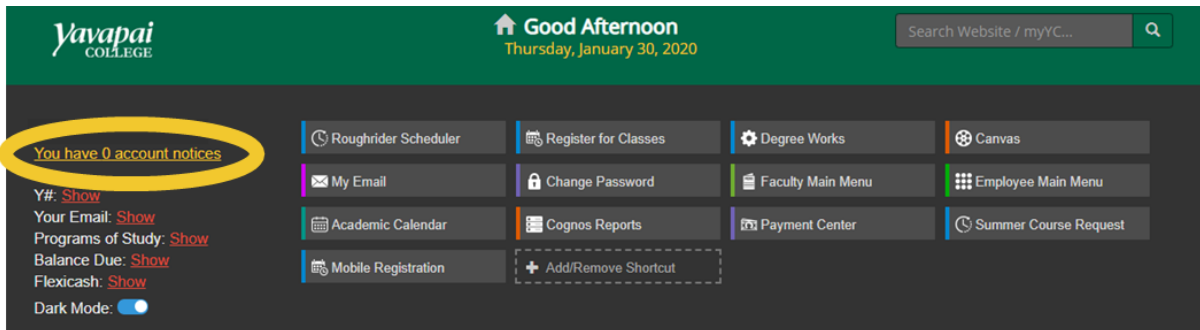 Yavapai
COLLEGE
Good Afternoon
Thursday, January 30, 2020
Search Website / myYC...
You have 0 account notices
Y#: Show
Your Email: Show
Programs of Study: Show
Balance Due: Show
Flexicash: Show
Dark Mode:
Roughrider Scheduler
Register for Classes
Degree Works
Canvas
My Email
Change Password
Faculty Main Menu
Employee Main Menu
Academic Calendar
Cognos Reports
Payment Center
Summer Course Request
Mobile Registration
Add/Remove Shortcut